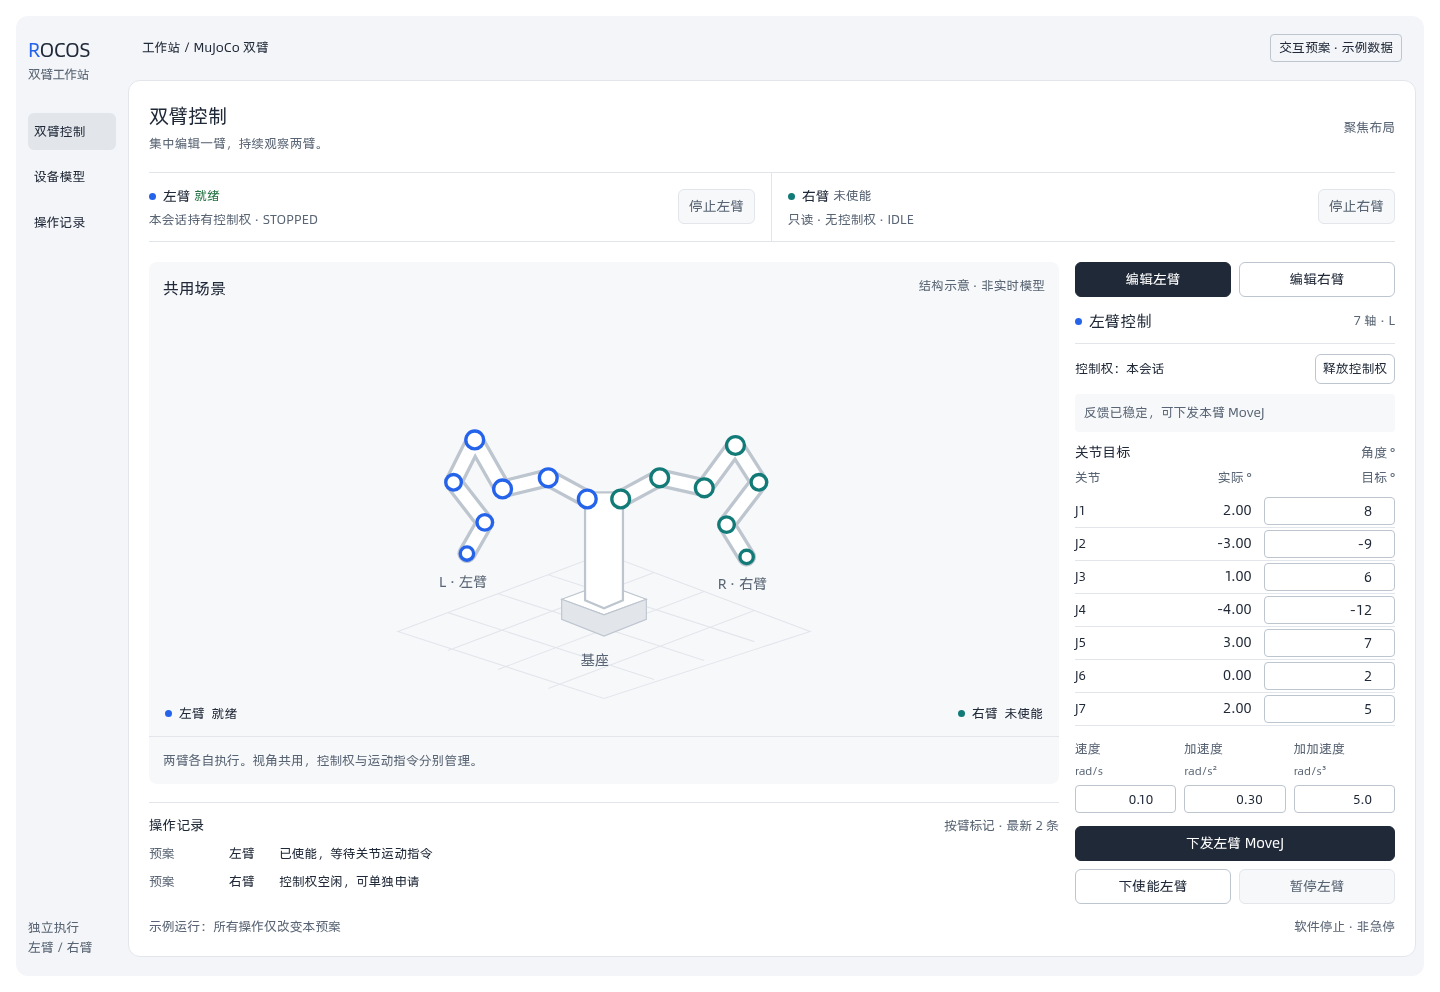 ROCOS
双臂工作站
双臂控制
设备模型
操作记录
独立执行
左臂 / 右臂
工作站 / MuJoCo 双臂
交互预案 · 示例数据
双臂控制
集中编辑一臂，持续观察两臂。
聚焦布局
左臂 就绪
本会话持有控制权 · STOPPED
停止左臂
右臂 未使能
只读 · 无控制权 · IDLE
停止右臂
共用场景
结构示意 · 非实时模型
L · 左臂
R · 右臂
基座
左臂 就绪
右臂 未使能
两臂各自执行。视角共用，控制权与运动指令分别管理。
操作记录
按臂标记 · 最新 2 条
预案 左臂 已使能，等待关节运动指令
预案 右臂 控制权空闲，可单独申请
示例运行：所有操作仅改变本预案
编辑左臂
编辑右臂
左臂控制
7 轴 · L
控制权：本会话
释放控制权
反馈已稳定，可下发本臂 MoveJ
关节目标
角度 °
关节 实际 ° 目标 °
J1 2.00 8
J2 -3.00 -9
J3 1.00 6
J4 -4.00 -12
J5 3.00 7
J6 0.00 2
J7 2.00 5
速度 加速度 加加速度
rad/s rad/s² rad/s³
0.10 0.30 5.0
下发左臂 MoveJ
下使能左臂
暂停左臂
软件停止 · 非急停